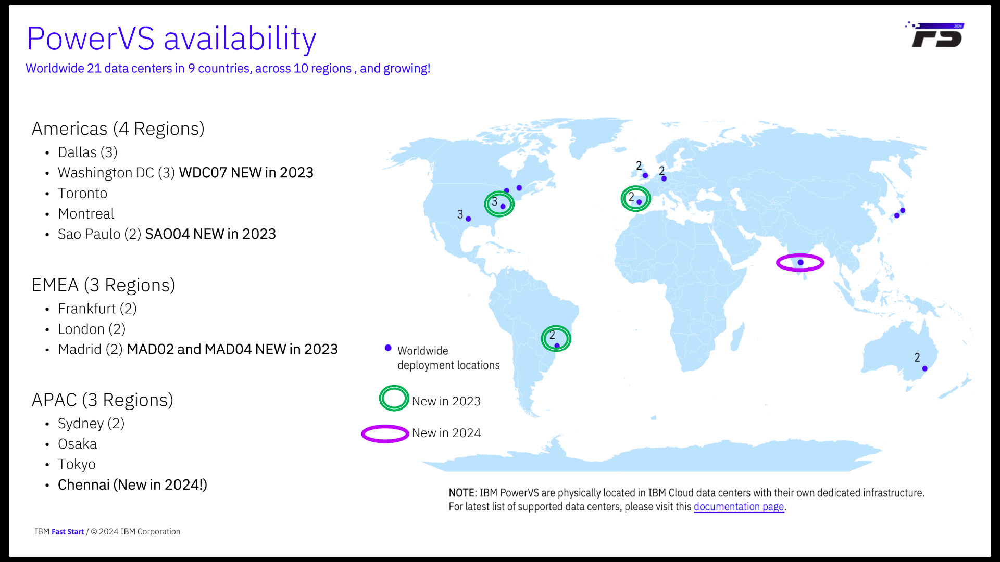 PowerVS availability
2024
FS
Worldwide 21 data centers in 9 countries, across 10 regions , and growing!
Americas (4 Regions)
• Dallas (3)
• Washington DC (3) WDC07 NEW in 2023
• Toronto
• Montreal
• Sao Paulo (2) SAO04 NEW in 2023
EMEA (3 Regions)
• Frankfurt (2)
• London (2)
• Madrid (2) MAD02 and MAD04 NEW in 2023
APAC (3 Regions)
• Sydney (2)
• Osaka
• Tokyo
• Chennai (New in 2024!)
2
2
2
3
3
2
2
Worldwide
deployment locations
New in 2023
New in 2024
NOTE: IBM PowerVS are physically located in IBM Cloud data centers with their own dedicated infrastructure.
For latest list of supported data centers, please visit this documentation page.
IBM Fast Start / © 2024 IBM Corporation